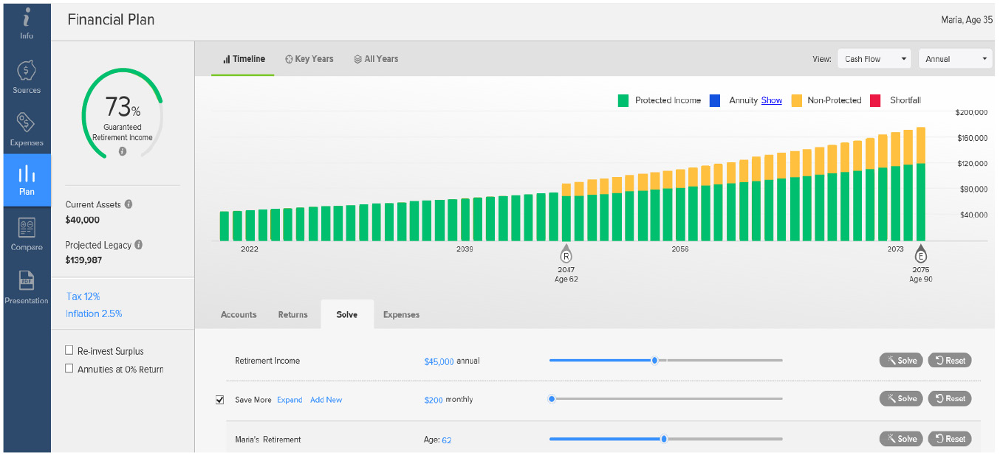 Info
Sources
Expenses
Plan
Compare
PDF
Presentation
Financial Plan
Maria, Age 35
73%
Guaranteed
Retirement Income
Current Assets
$40,000
Projected Legacy
$139,987
Tax 12%
Inflation 2.5%
Re-invest Surplus
Annuities at 0% Return
Timeline Key Years All Years
View: Cash Flow Annual
Protected Income Annuity Show Non-Protected Shortfall
$200,000
$160,000
$120,000
$80,000
$40,000
2022 2039 2056 2073
R E
2047 2075
Age 62 Age 90
Accounts Returns Solve Expenses
Retirement Income $45,000 annual Solve Reset
Save More Expand Add New $200 monthly Solve Reset
Maria's Retirement Age: 62 Solve Reset